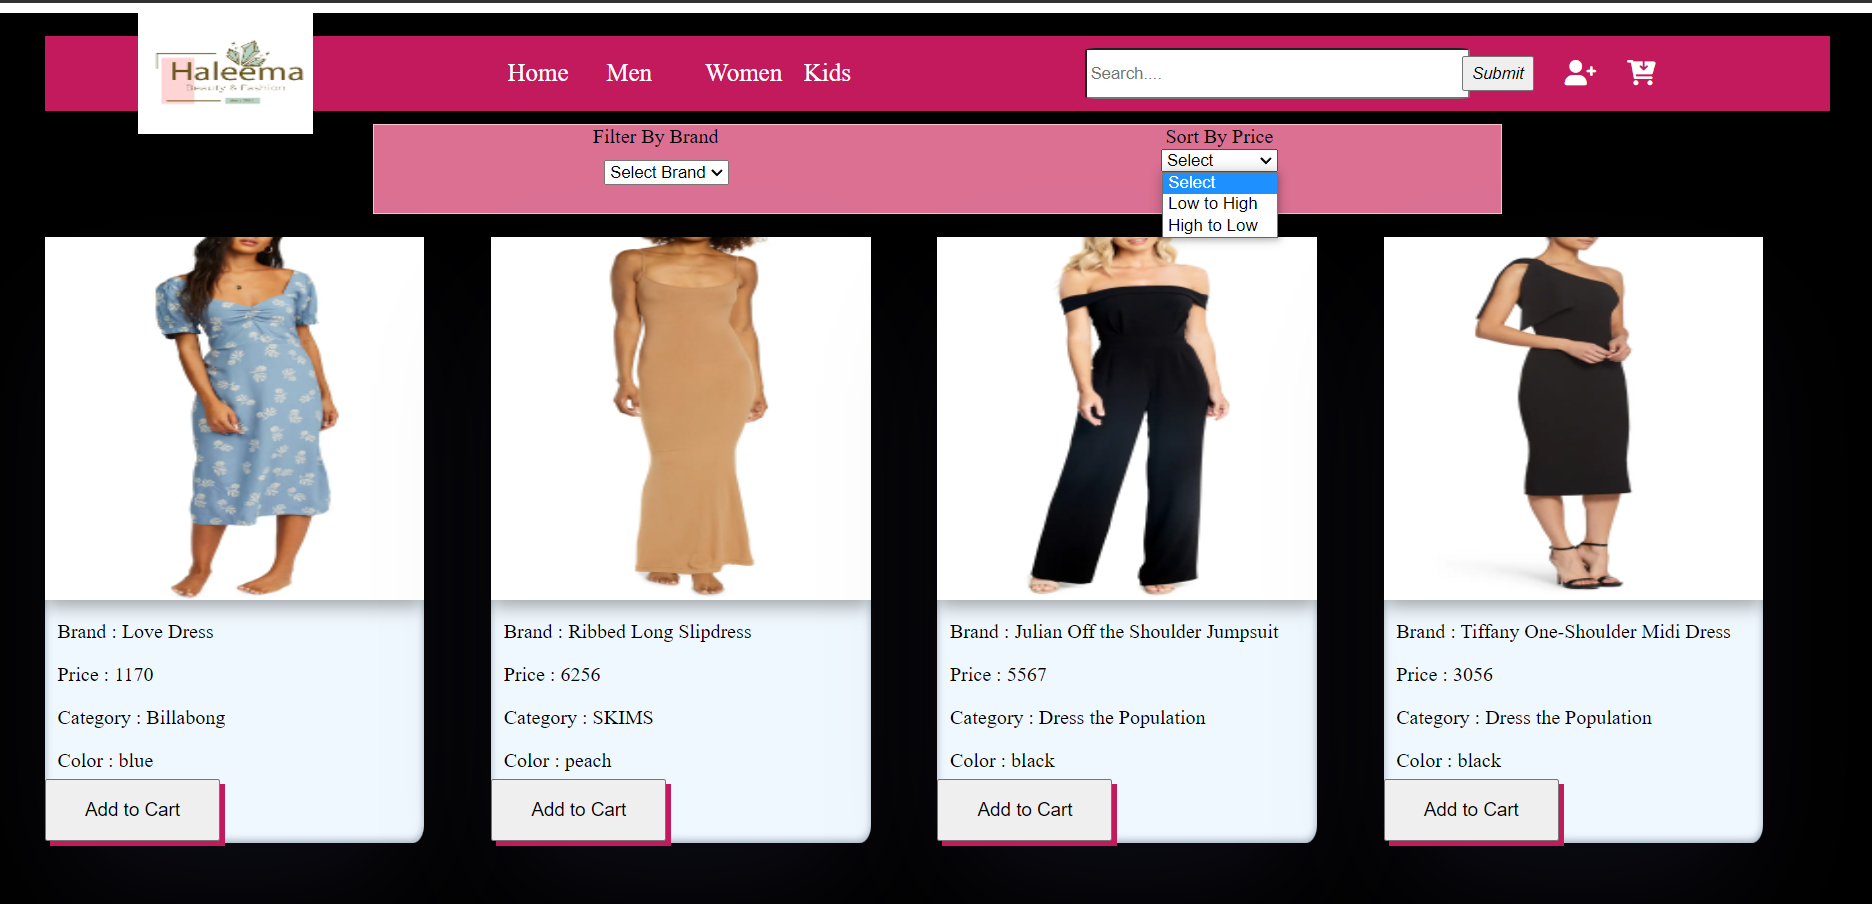 Haleema
Beauty & Fashion
Home Men Women Kids
Search....
Submit
Filter By Brand
Select Brand
Sort By Price
Select
Select
Low to High
High to Low
Brand : Love Dress
Price : 1170
Category : Billabong
Color : blue
Add to Cart
Brand : Ribbed Long Slipdress
Price : 6256
Category : SKIMS
Color : peach
Add to Cart
Brand : Julian Off the Shoulder Jumpsuit
Price : 5567
Category : Dress the Population
Color : black
Add to Cart
Brand : Tiffany One-Shoulder Midi Dress
Price : 3056
Category : Dress the Population
Color : black
Add to Cart